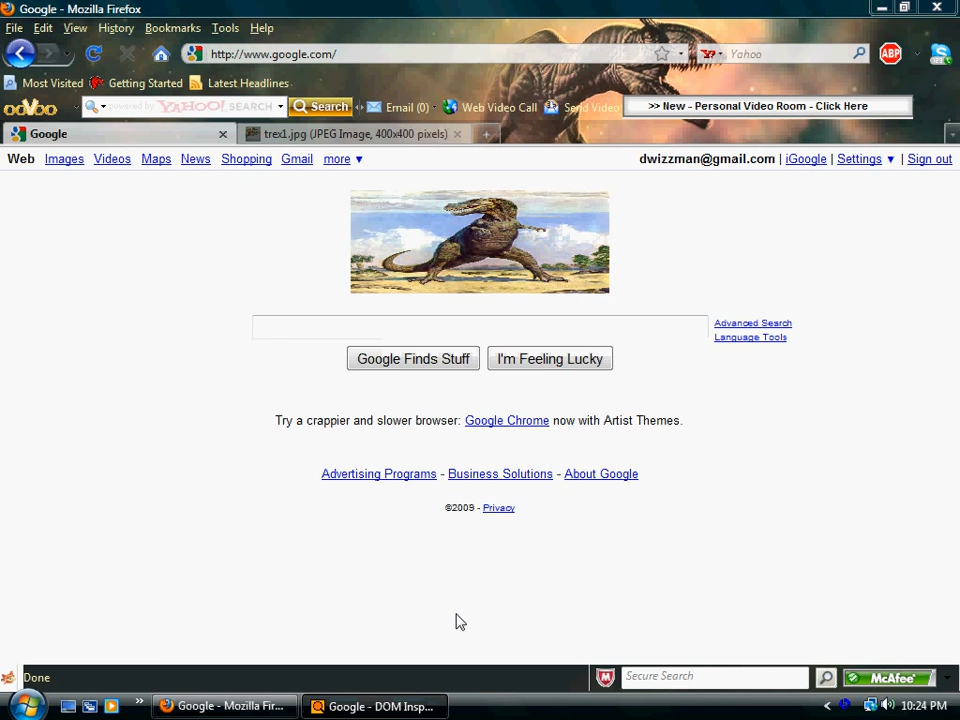 Google - Mozilla Firefox
File Edit View History Bookmarks Tools Help
http://www.google.com/ Yahoo ABP
Most Visited Getting Started Latest Headlines
ooVoo powered by YAHOO! SEARCH Search Email (0) Web Video Call Send Video >> New - Personal Video Room - Click Here
Google trex1.jpg (JPEG Image, 400x400 pixels)
Web Images Videos Maps News Shopping Gmail more ▼ dwizzman@gmail.com | iGoogle | Settings ▼ | Sign out
Advanced Search
Language Tools
Google Finds Stuff I'm Feeling Lucky
Try a crappier and slower browser: Google Chrome now with Artist Themes.
Advertising Programs - Business Solutions - About Google
©2009 - Privacy
Done Secure Search McAfee
Google - Mozilla Fir... Google - DOM Insp... 10:24 PM